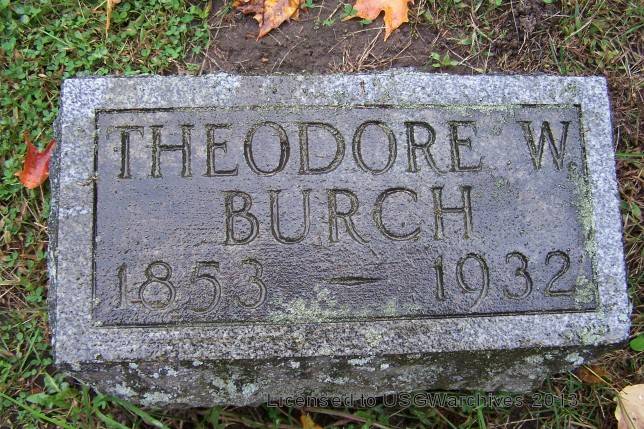 THEODORE W.
BURCH
1853 — 1932
Licensed to USGWarchives 2013